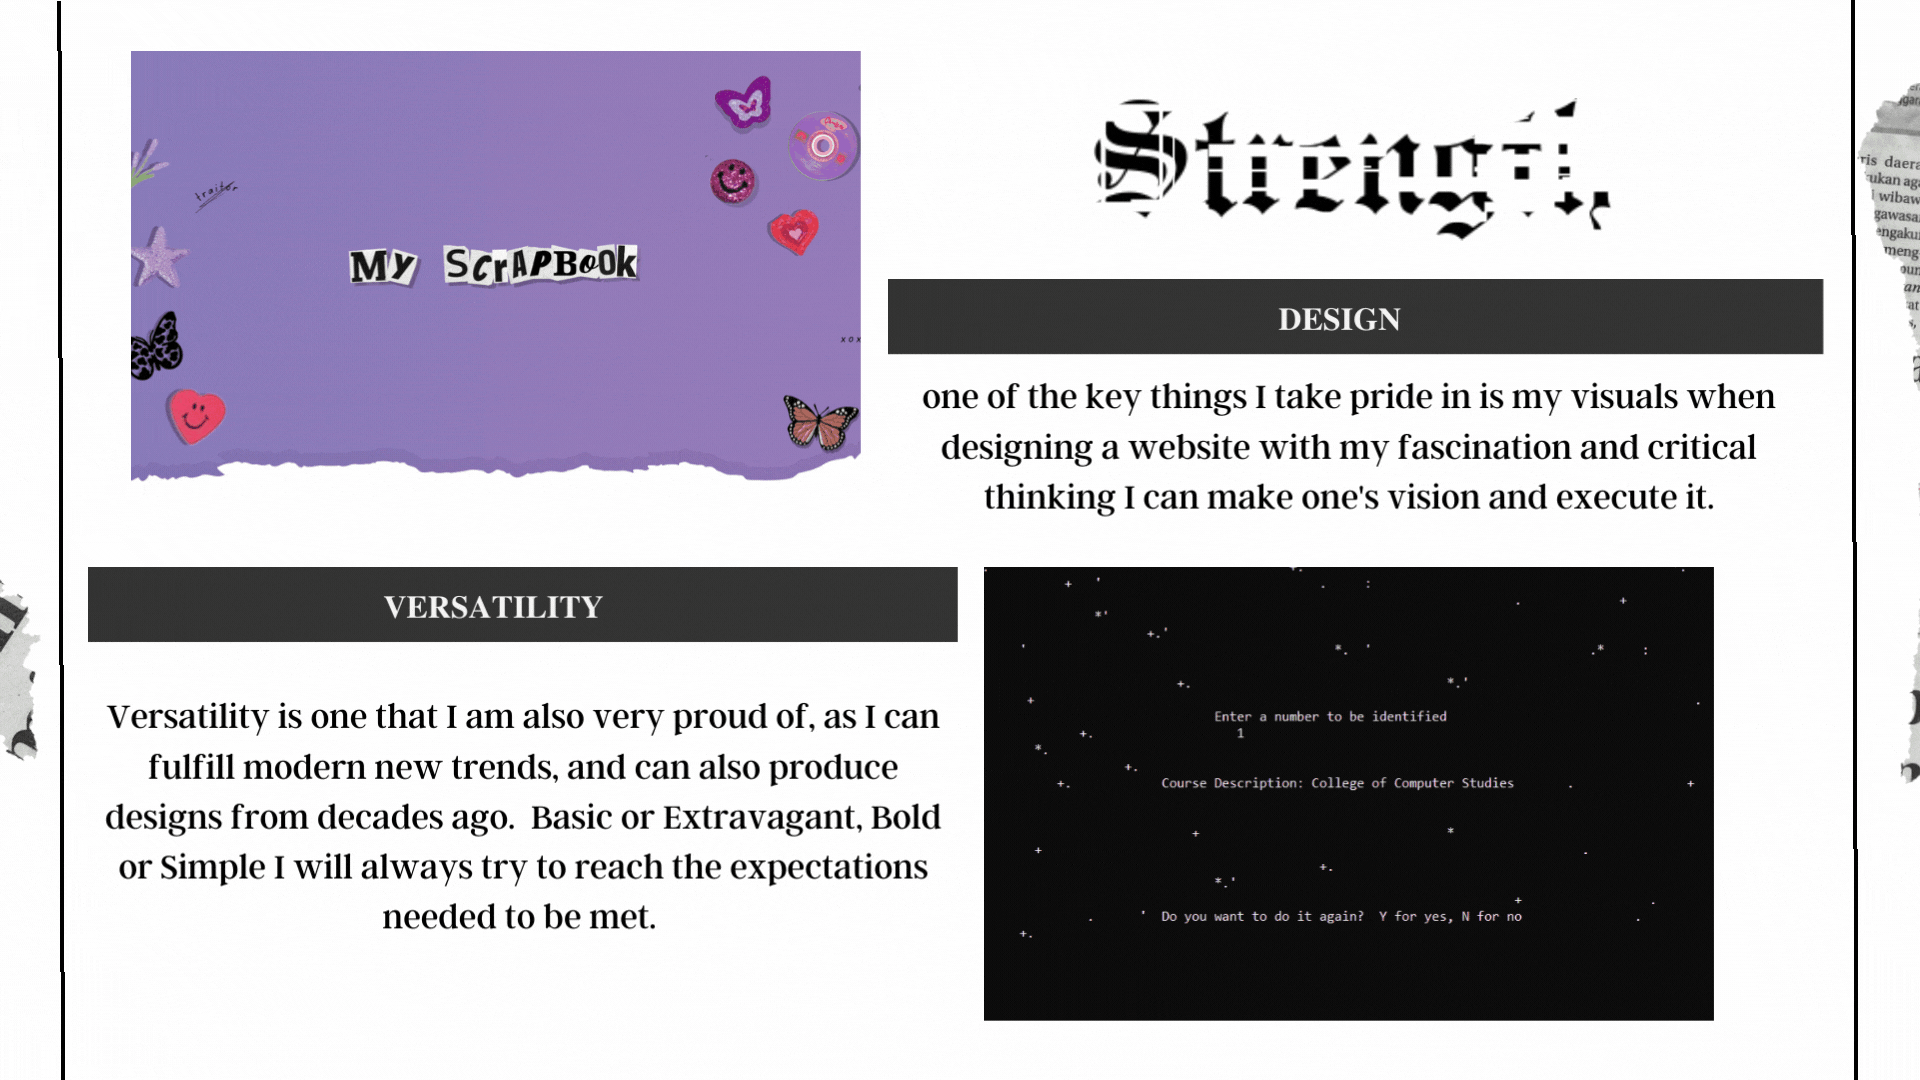 Strength
DESIGN
one of the key things I take pride in is my visuals when
designing a website with my fascination and critical
thinking I can make one's vision and execute it.
traitor
My ScrAPBook
xox
VERSATILITY
Versatility is one that I am also very proud of, as I can
fulfill modern new trends, and can also produce
designs from decades ago.  Basic or Extravagant, Bold
or Simple I will always try to reach the expectations
needed to be met.
Enter a number to be identified
1
Course Description: College of Computer Studies
Do you want to do it again?  Y for yes, N for no
ris daera
ukan aga
wibaw
gawasa
engaku
meng